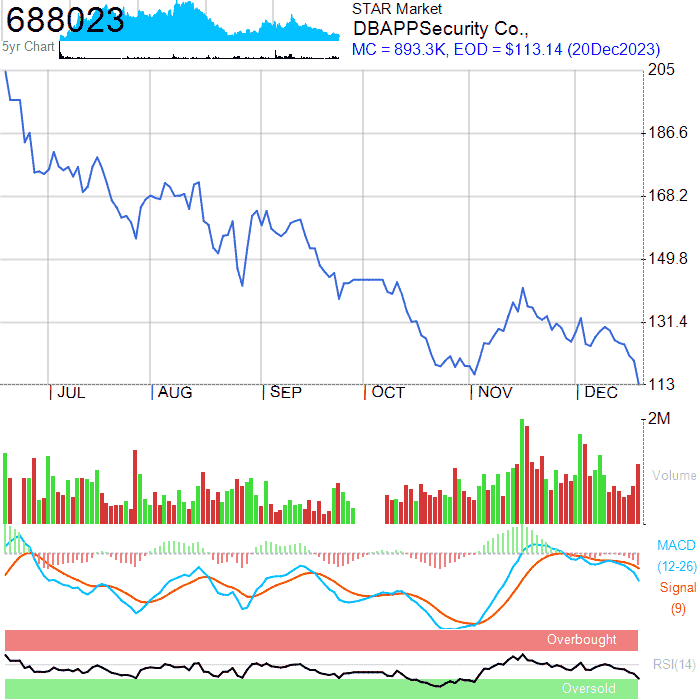 688023
STAR Market
DBAPPSecurity Co.,
5yr Chart
MC = 893.3K, EOD = $113.14 (20Dec2023)
205
186.6
168.2
149.8
131.4
113
JUL
AUG
SEP
OCT
NOV
DEC
2M
Volume
MACD
(12-26)
Signal
(9)
Overbought
RSI(14)
Oversold